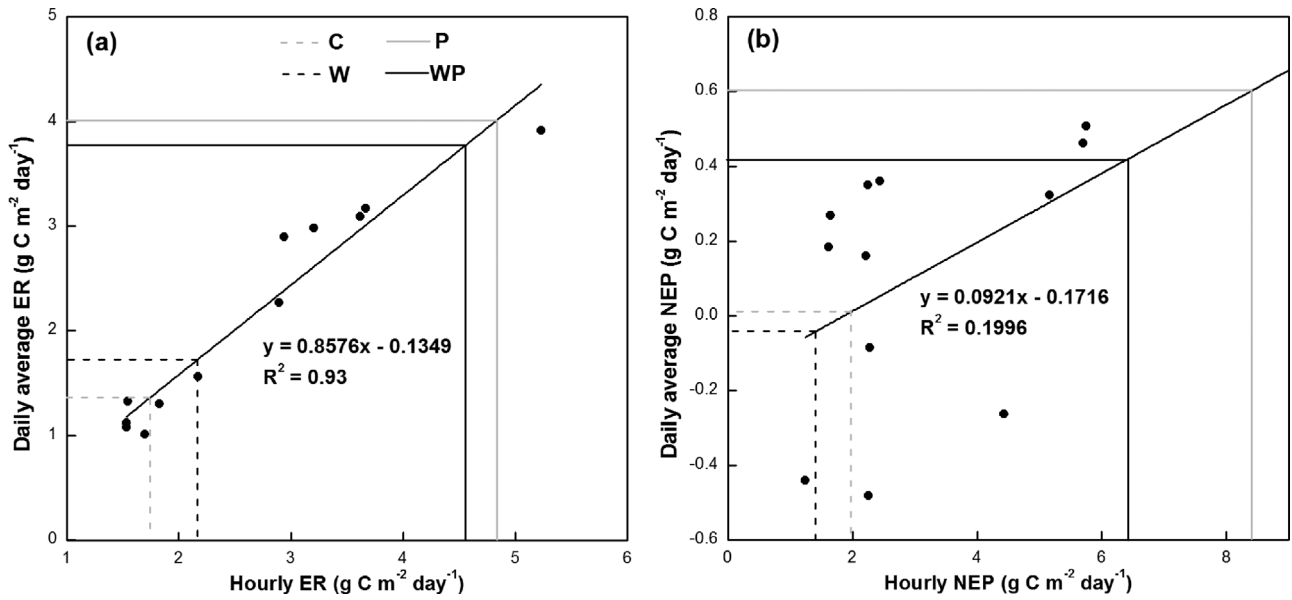 (a)
C
P
W
WP
5
4
3
2
1
0
Daily average ER (g C m⁻² day⁻¹)
y = 0.8576x - 0.1349
R² = 0.93
1 2 3 4 5 6
Hourly ER (g C m⁻² day⁻¹)
(b)
0.8
0.6
0.4
0.2
0.0
-0.2
-0.4
-0.6
Daily average NEP (g C m⁻² day⁻¹)
y = 0.0921x - 0.1716
R² = 0.1996
0 2 4 6 8
Hourly NEP (g C m⁻² day⁻¹)